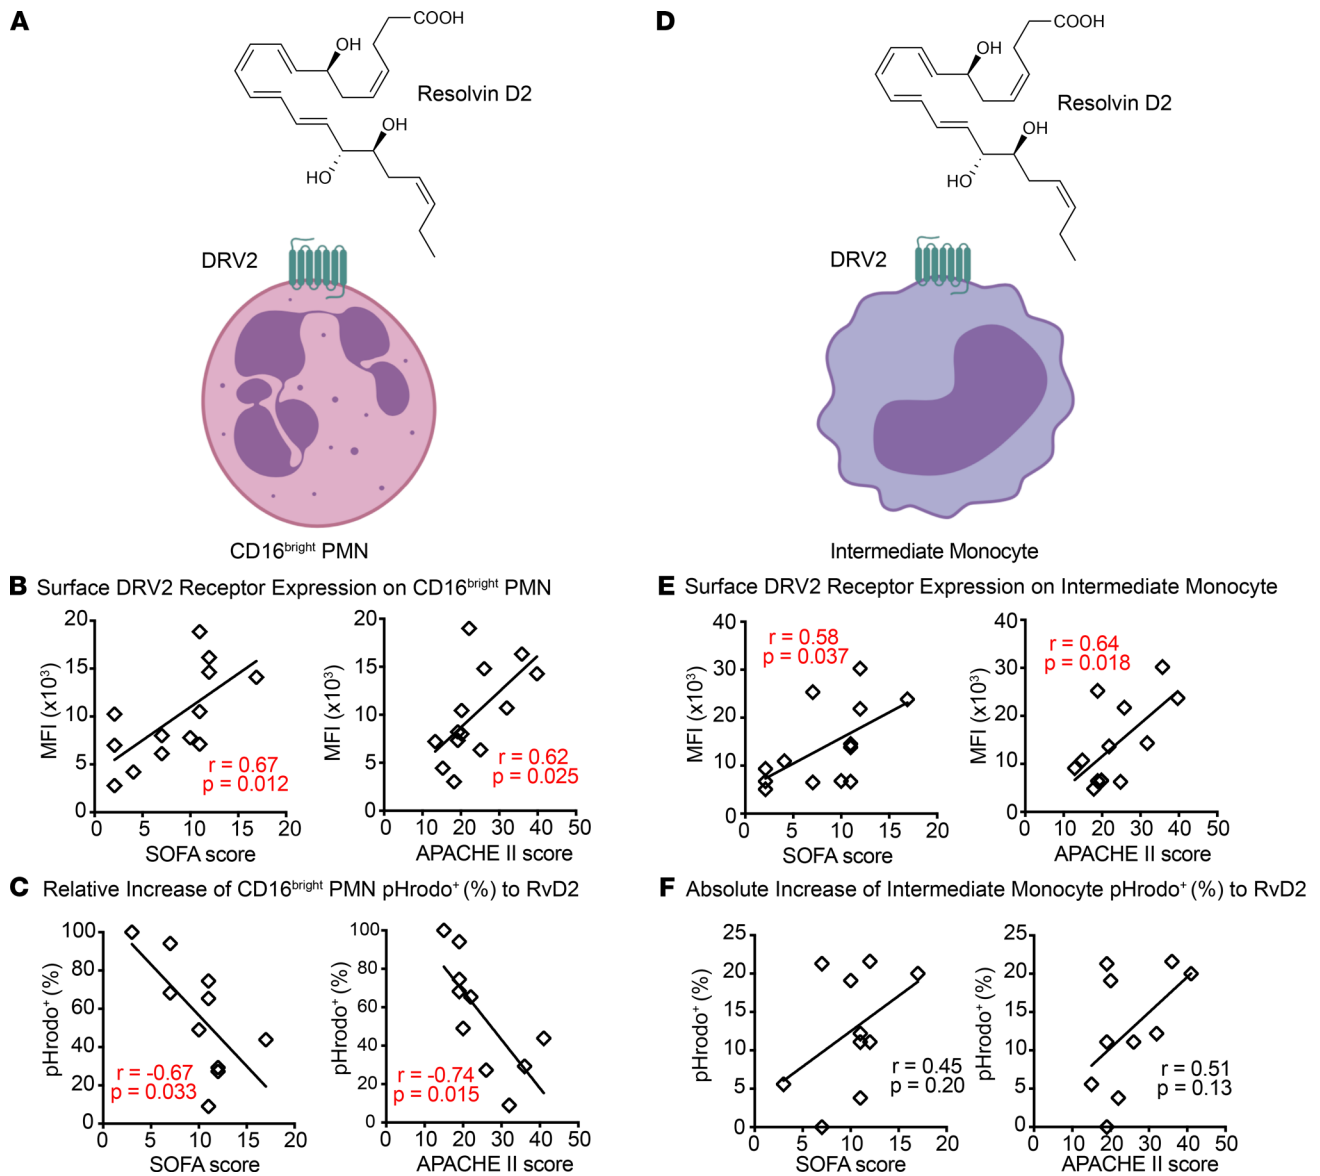 A
COOH
OH
Resolvin D2
OH
HO
DRV2
CD16bright PMN
B Surface DRV2 Receptor Expression on CD16bright PMN
20
15
10
5
0
MFI (x10³)
0 5 10 15 20
SOFA score
r = 0.67
p = 0.012
20
15
10
5
0
MFI (x10³)
0 10 20 30 40 50
APACHE II score
r = 0.62
p = 0.025
C Relative Increase of CD16bright PMN pHrodo⁺ (%) to RvD2
100
80
60
40
20
0
pHrodo⁺ (%)
0 5 10 15 20
SOFA score
r = -0.67
p = 0.033
100
80
60
40
20
0
pHrodo⁺ (%)
0 10 20 30 40 50
APACHE II score
r = -0.74
p = 0.015
D
COOH
OH
Resolvin D2
OH
HO
DRV2
Intermediate Monocyte
E Surface DRV2 Receptor Expression on Intermediate Monocyte
40
30
20
10
0
MFI (x10³)
0 5 10 15 20
SOFA score
r = 0.58
p = 0.037
40
30
20
10
0
MFI (x10³)
0 10 20 30 40 50
APACHE II score
r = 0.64
p = 0.018
F Absolute Increase of Intermediate Monocyte pHrodo⁺ (%) to RvD2
25
20
15
10
5
0
pHrodo⁺ (%)
0 5 10 15 20
SOFA score
r = 0.45
p = 0.20
25
20
15
10
5
0
pHrodo⁺ (%)
0 10 20 30 40 50
APACHE II score
r = 0.51
p = 0.13